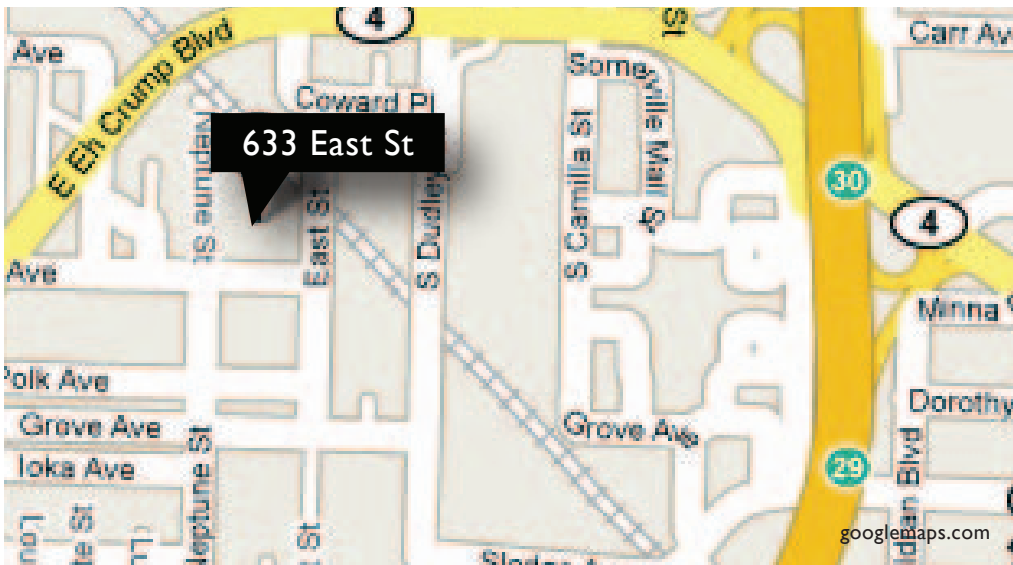 4
St
Carr Av
Ave
E Eh Crump Blvd
Somerville Mall St
Coward Pl
Neptune St.
633 East St
S Camilla St
30
East St
S Dudley
4
Ave
Minna
Polk Ave
Dorothy
Grove Ave
Grove Ave
Ioka Ave
Neptune St
29
St
googlemaps.com